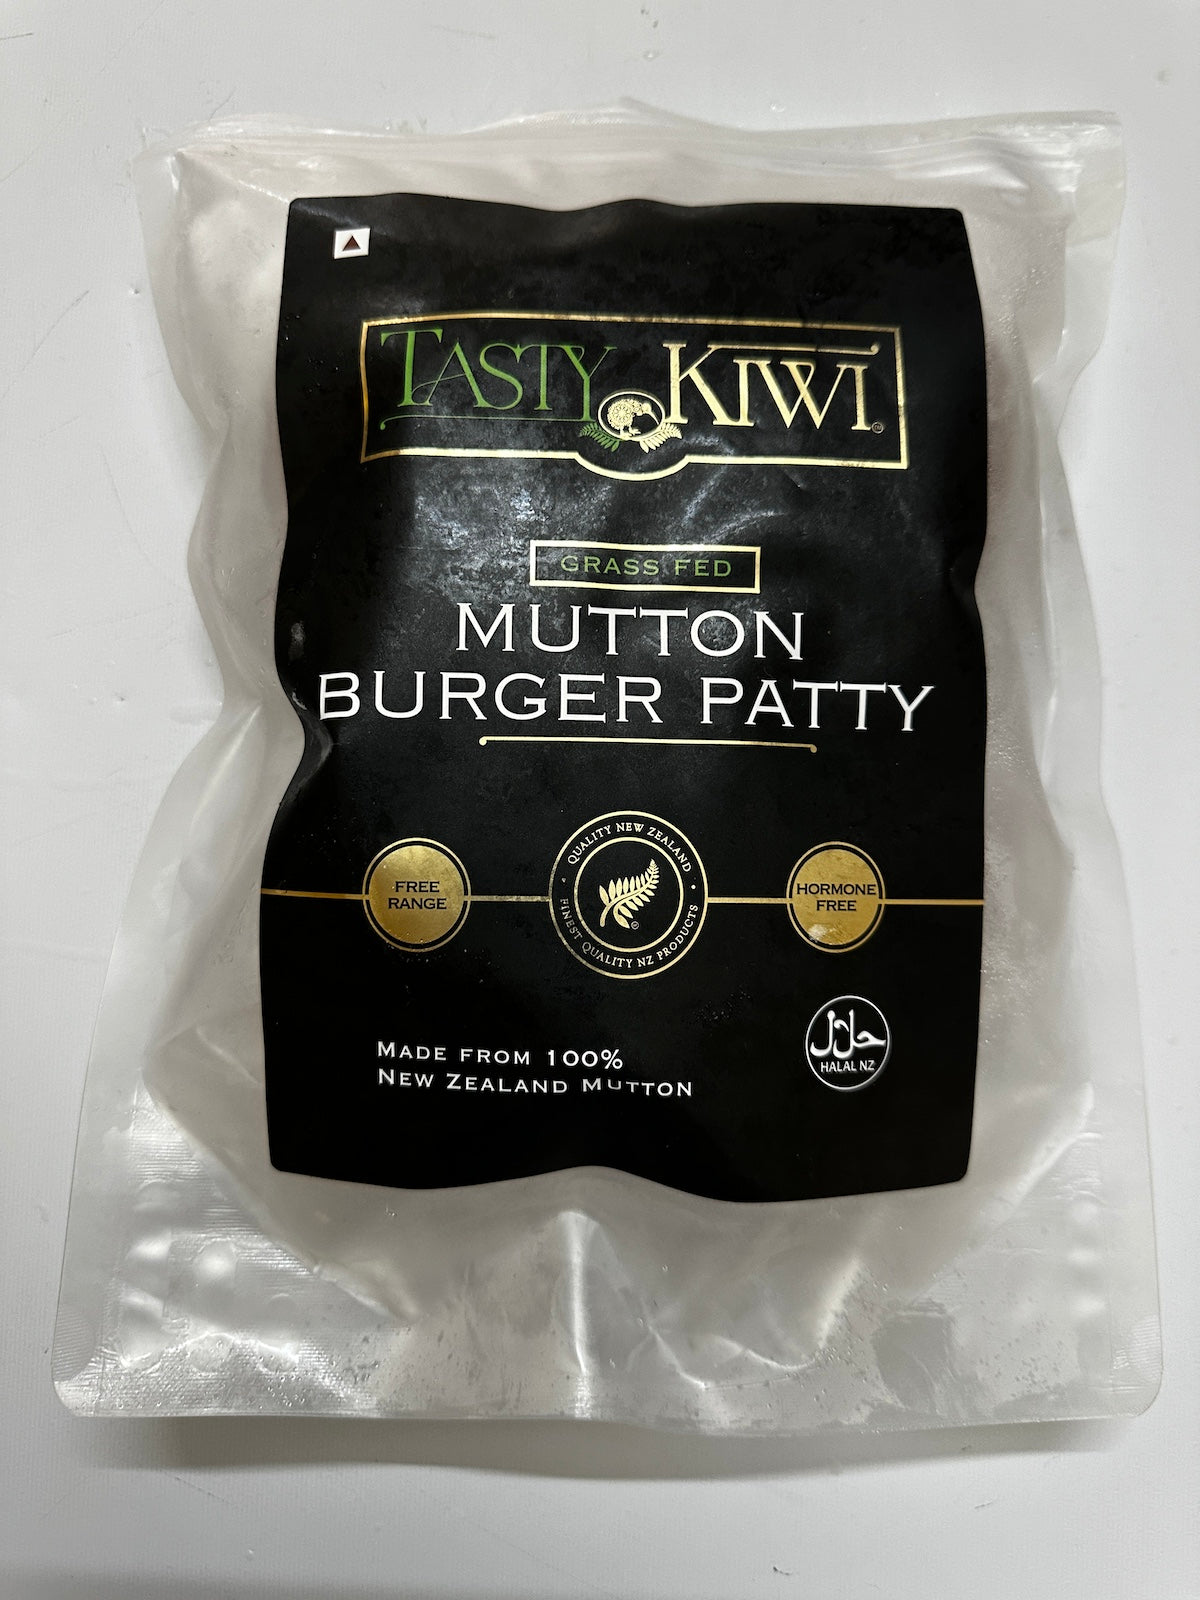 TASTY KIWI
TM
GRASS FED
MUTTON
BURGER PATTY
FREE
RANGE
QUALITY NEW ZEALAND
FINEST QUALITY NZ PRODUCTS
HORMONE
FREE
MADE FROM 100%
NEW ZEALAND MUTTON
حلال
HALAL NZ